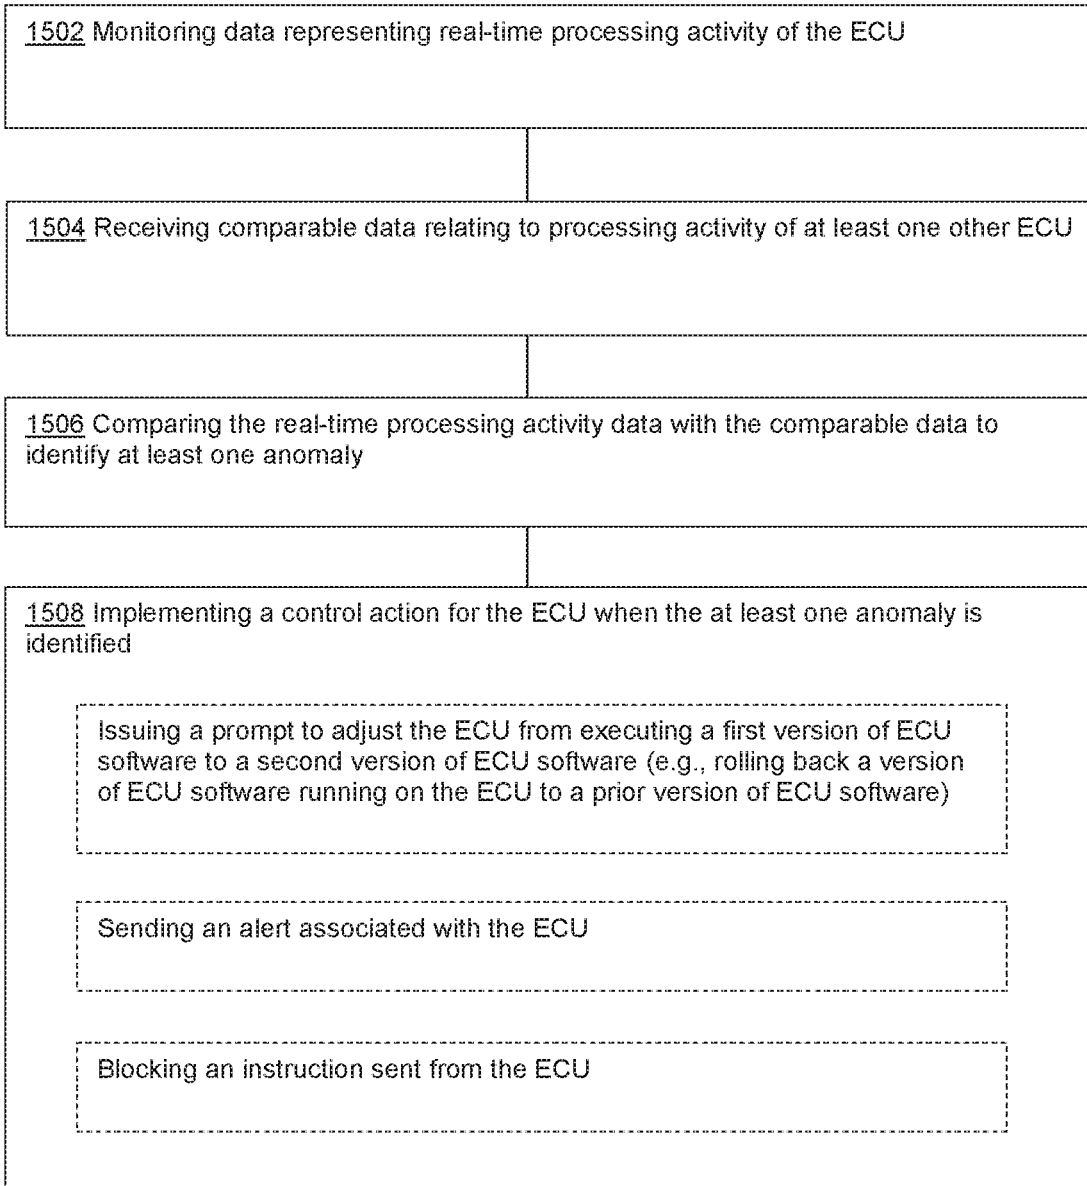 1502 Monitoring data representing real-time processing activity of the ECU
1504 Receiving comparable data relating to processing activity of at least one other ECU
1506 Comparing the real-time processing activity data with the comparable data to
identify at least one anomaly
1508 Implementing a control action for the ECU when the at least one anomaly is
identified
Issuing a prompt to adjust the ECU from executing a first version of ECU
software to a second version of ECU software (e.g., rolling back a version
of ECU software running on the ECU to a prior version of ECU software)
Sending an alert associated with the ECU
Blocking an instruction sent from the ECU